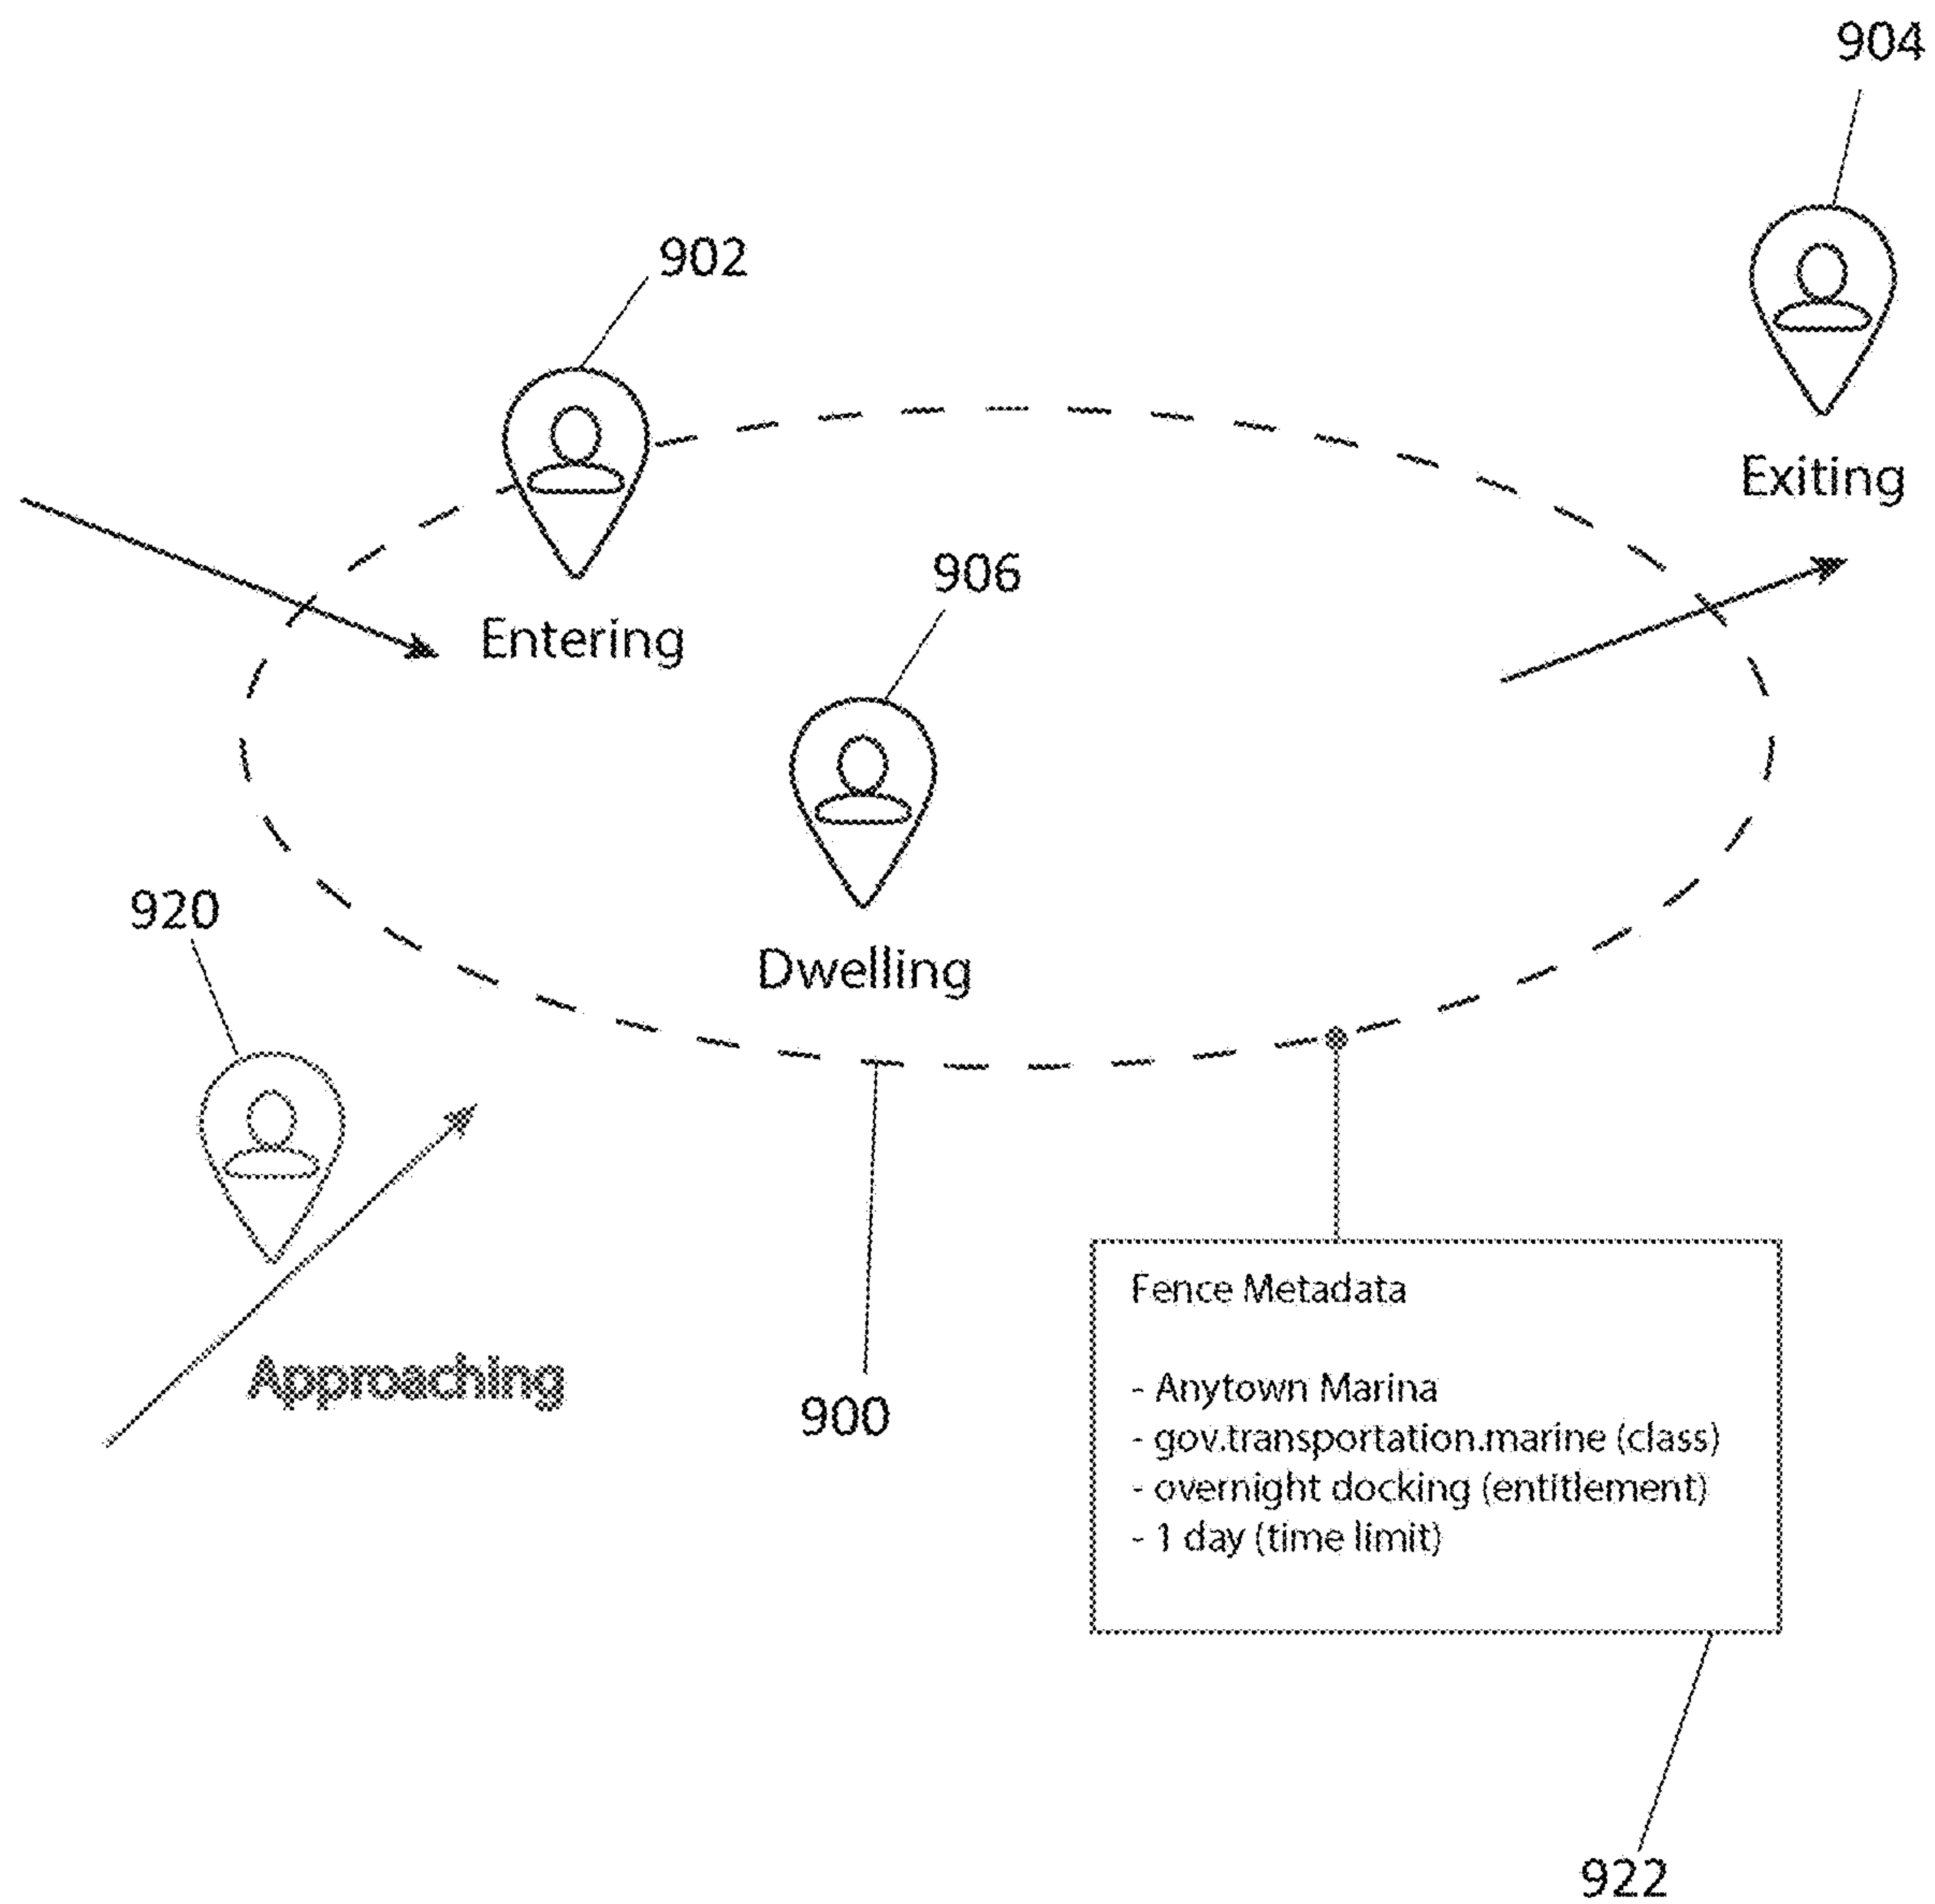 904
902
Exiting
906
Entering
920
Dwelling
Approaching
900
Fence Metadata
- Anytown Marina
- gov.transportation.marine (class)
- overnight docking (entitlement)
- 1 day (time limit)
922